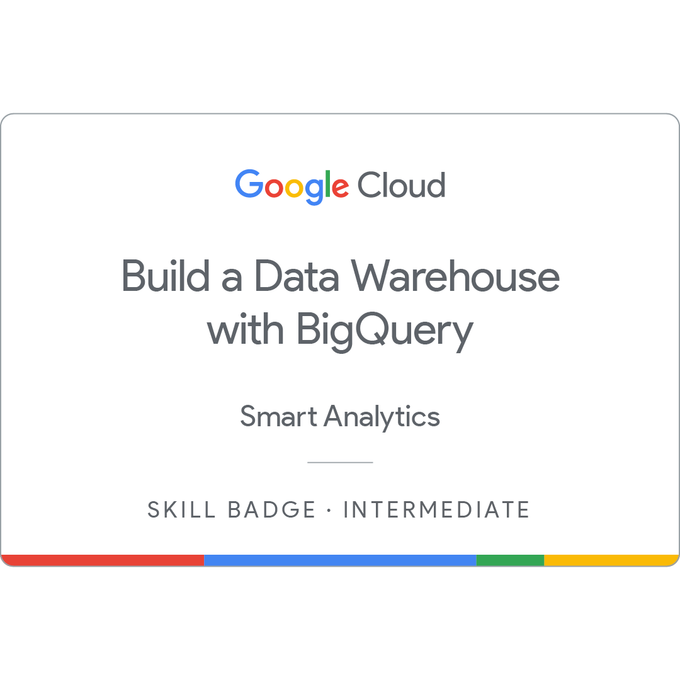 Google Cloud
Build a Data Warehouse
with BigQuery
Smart Analytics
SKILL BADGE · INTERMEDIATE